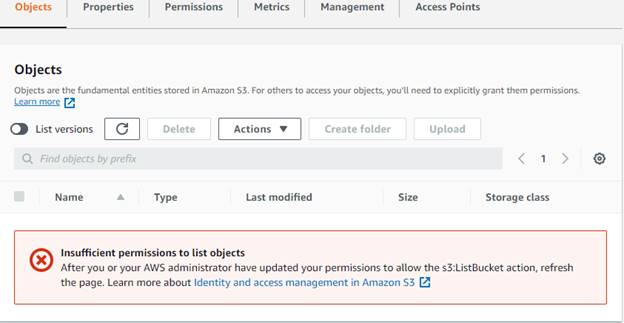 Objects
Properties
Permissions
Metrics
Management
Access Points
Objects
Objects are the fundamental entities stored in Amazon S3. For others to access your objects, you'll need to explicitly grant them permissions.
Learn more
List versions
Delete
Actions
Create folder
Upload
Find objects by prefix
1
Name
Type
Last modified
Size
Storage class
Insufficient permissions to list objects
After you or your AWS administrator have updated your permissions to allow the s3:ListBucket action, refresh
the page. Learn more about Identity and access management in Amazon S3